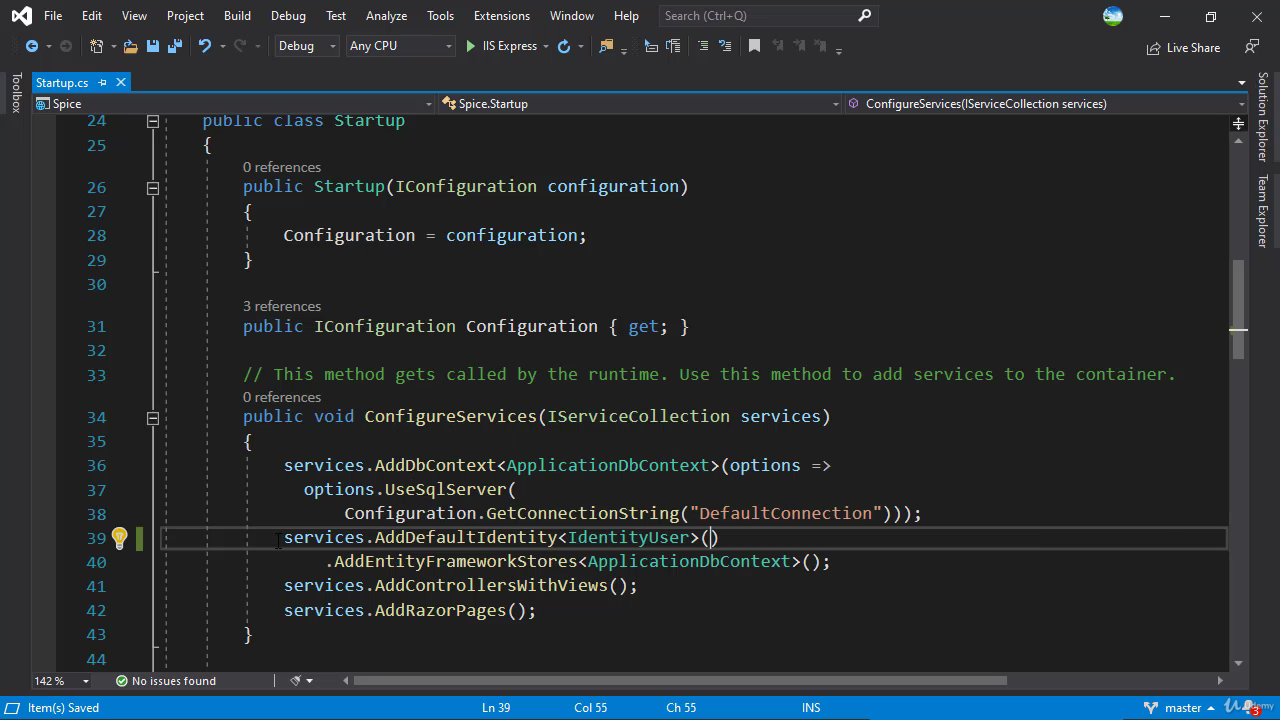 File Edit View Project Build Debug Test Analyze Tools Extensions Window Help Search (Ctrl+Q)
Debug Any CPU IIS Express Live Share
Startup.cs
Spice Spice.Startup ConfigureServices(IServiceCollection services)
Toolbox
Solution Explorer
Team Explorer
24 public class Startup
25 {
0 references
26 public Startup(IConfiguration configuration)
27 {
28 Configuration = configuration;
29 }
30
3 references
31 public IConfiguration Configuration { get; }
32
33 // This method gets called by the runtime. Use this method to add services to the container.
0 references
34 public void ConfigureServices(IServiceCollection services)
35 {
36 services.AddDbContext<ApplicationDbContext>(options =>
37 options.UseSqlServer(
38 Configuration.GetConnectionString("DefaultConnection")));
39 services.AddDefaultIdentity<IdentityUser>()
40 .AddEntityFrameworkStores<ApplicationDbContext>();
41 services.AddControllersWithViews();
42 services.AddRazorPages();
43 }
44
142 % No issues found
Item(s) Saved Ln 39 Col 55 Ch 55 INS master 3
Udemy